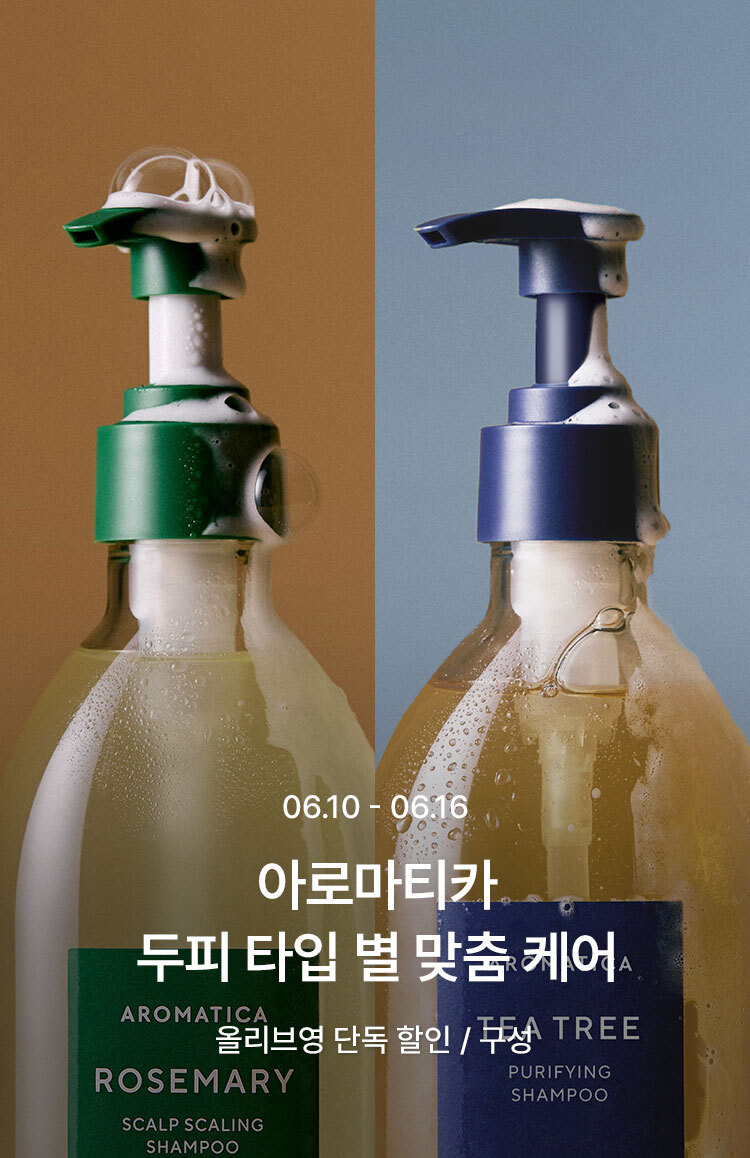 06.10 - 06.16
아로마티카
두피 타입 별 맞춤 케어
올리브영 단독 할인 / 구성
AROMATICA
ROSEMARY
SCALP SCALING
SHAMPOO
AROMATICA
TEA TREE
PURIFYING
SHAMPOO